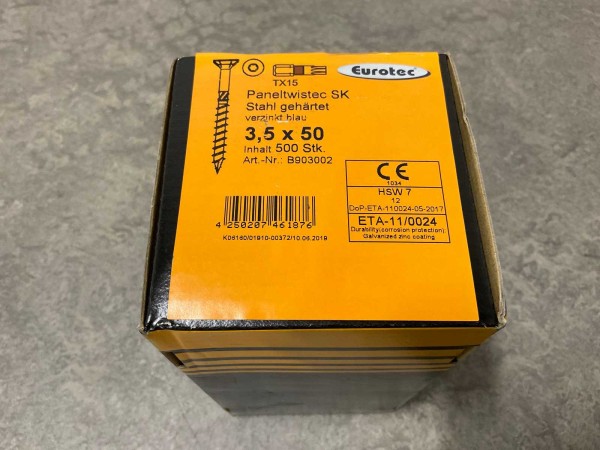 Eurotec
TX15
Paneltwistec SK
Stahl gehärtet
verzinkt blau
3,5 x 50
Inhalt 500 Stk.
Art.-Nr.: B903002
CE
1034
HSW 7
12
DoP-ETA-110024-05-2017
ETA-11/0024
Durability(corrosion protection):
Galvanized zinc coating
4 250207 461876
K06160/01910-00372/10.06.2019